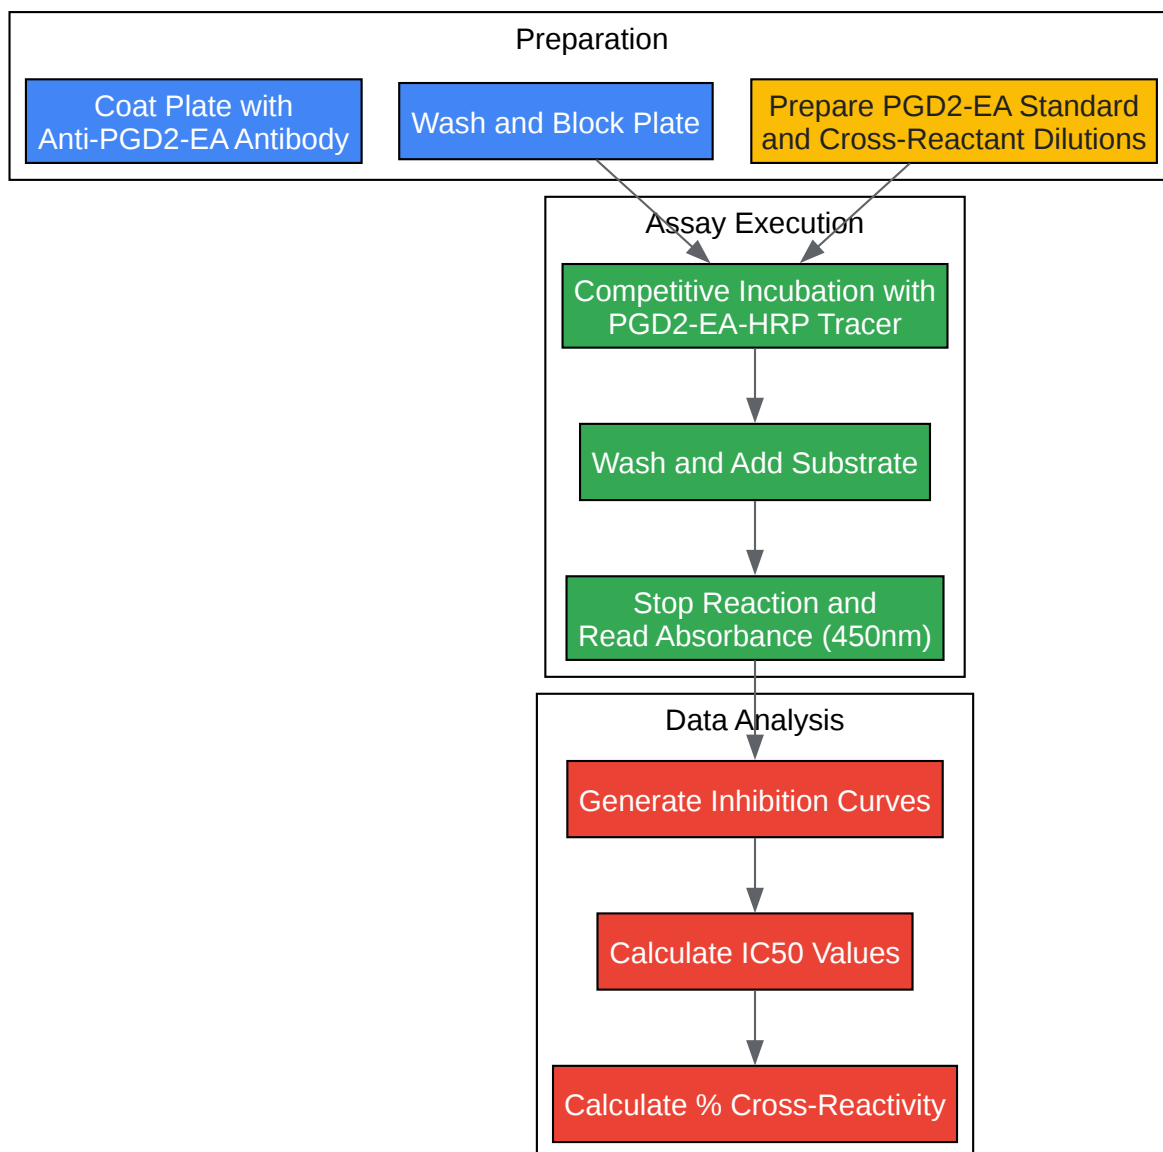 Preparation
Coat Plate with
Anti-PGD2-EA Antibody
Wash and Block Plate
Prepare PGD2-EA Standard
and Cross-Reactant Dilutions
Assay Execution
Competitive Incubation with
PGD2-EA-HRP Tracer
Wash and Add Substrate
Stop Reaction and
Read Absorbance (450nm)
Data Analysis
Generate Inhibition Curves
Calculate IC50 Values
Calculate % Cross-Reactivity